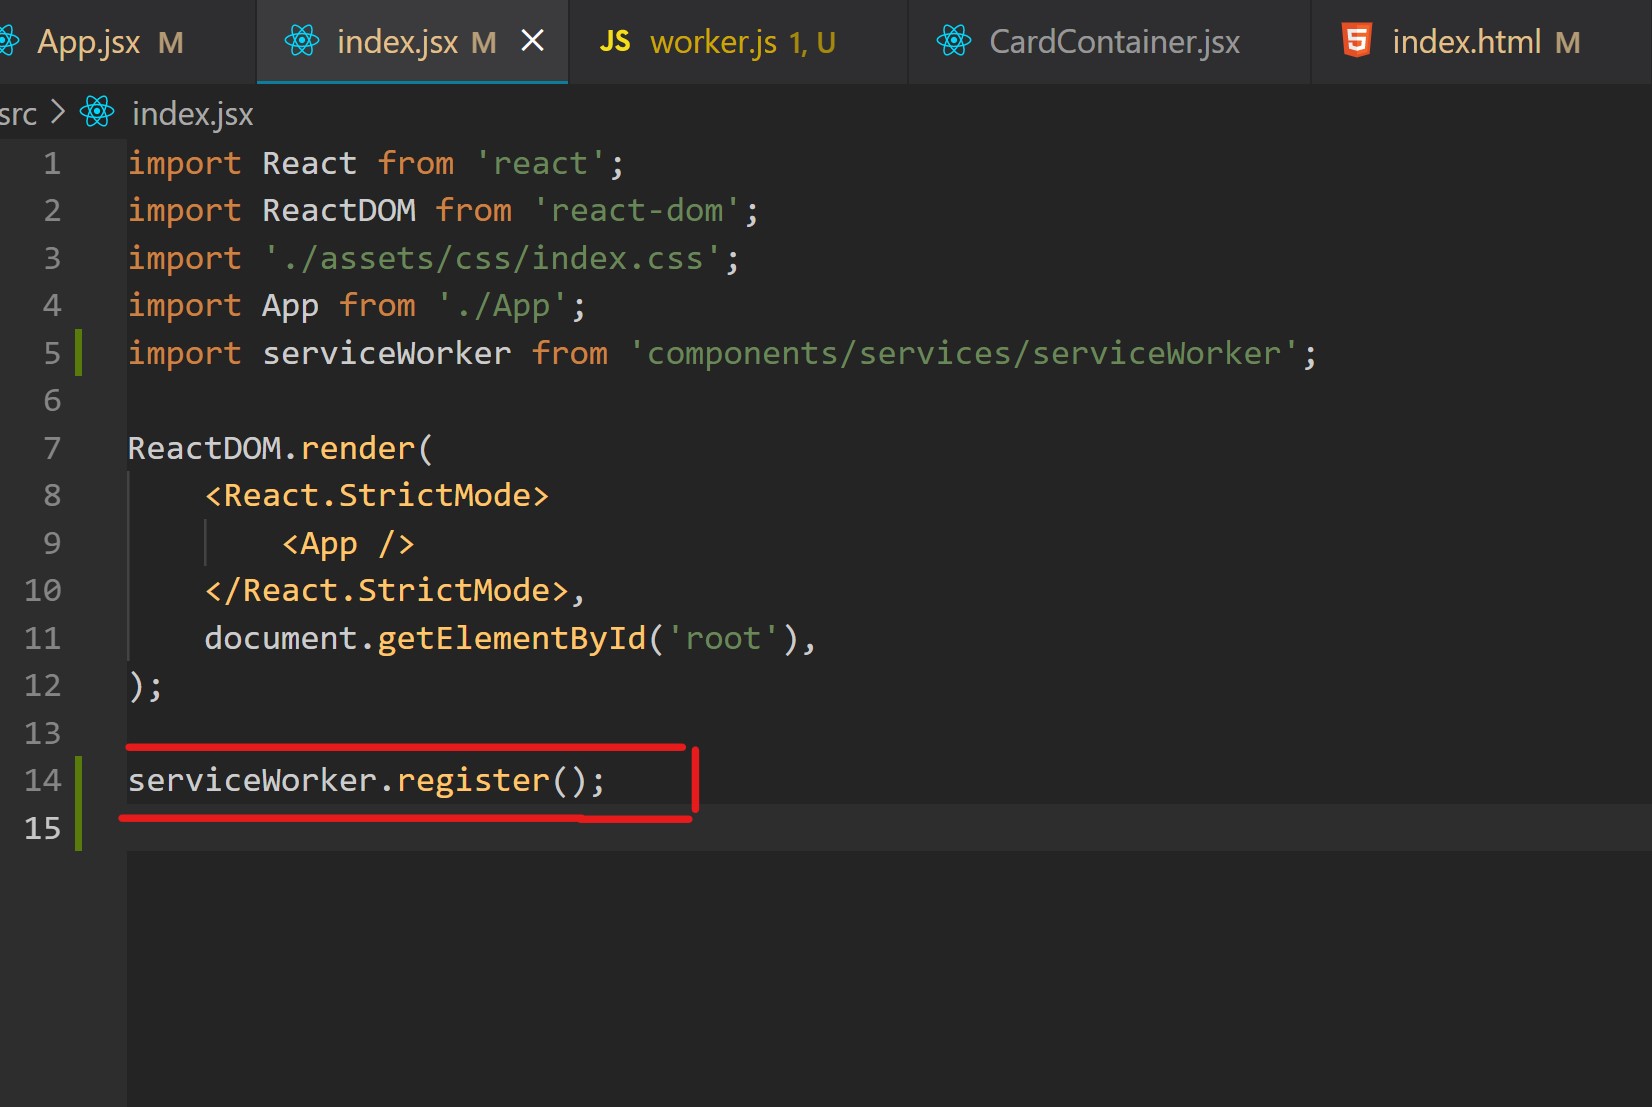 App.jsx M index.jsx M JS worker.js 1, U CardContainer.jsx index.html M
src > index.jsx
1 import React from 'react';
2 import ReactDOM from 'react-dom';
3 import './assets/css/index.css';
4 import App from './App';
5 import serviceWorker from 'components/services/serviceWorker';
6
7 ReactDOM.render(
8 <React.StrictMode>
9 <App />
10 </React.StrictMode>,
11 document.getElementById('root'),
12 );
13
14 serviceWorker.register();
15